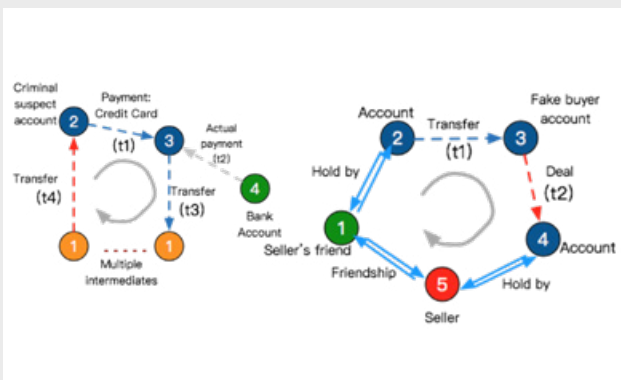 Criminal
suspect
account
2
Payment:
Credit Card
(t1)
3
Actual
payment
(t2)
4
Bank
Account
Transfer
(t4)
Transfer
(t3)
1
1
Multiple
intermediates
Account
2
Transfer
(t1)
3
Fake buyer
account
Hold by
Deal
(t2)
1
Seller's friend
4
Account
Friendship
5
Hold by
Seller